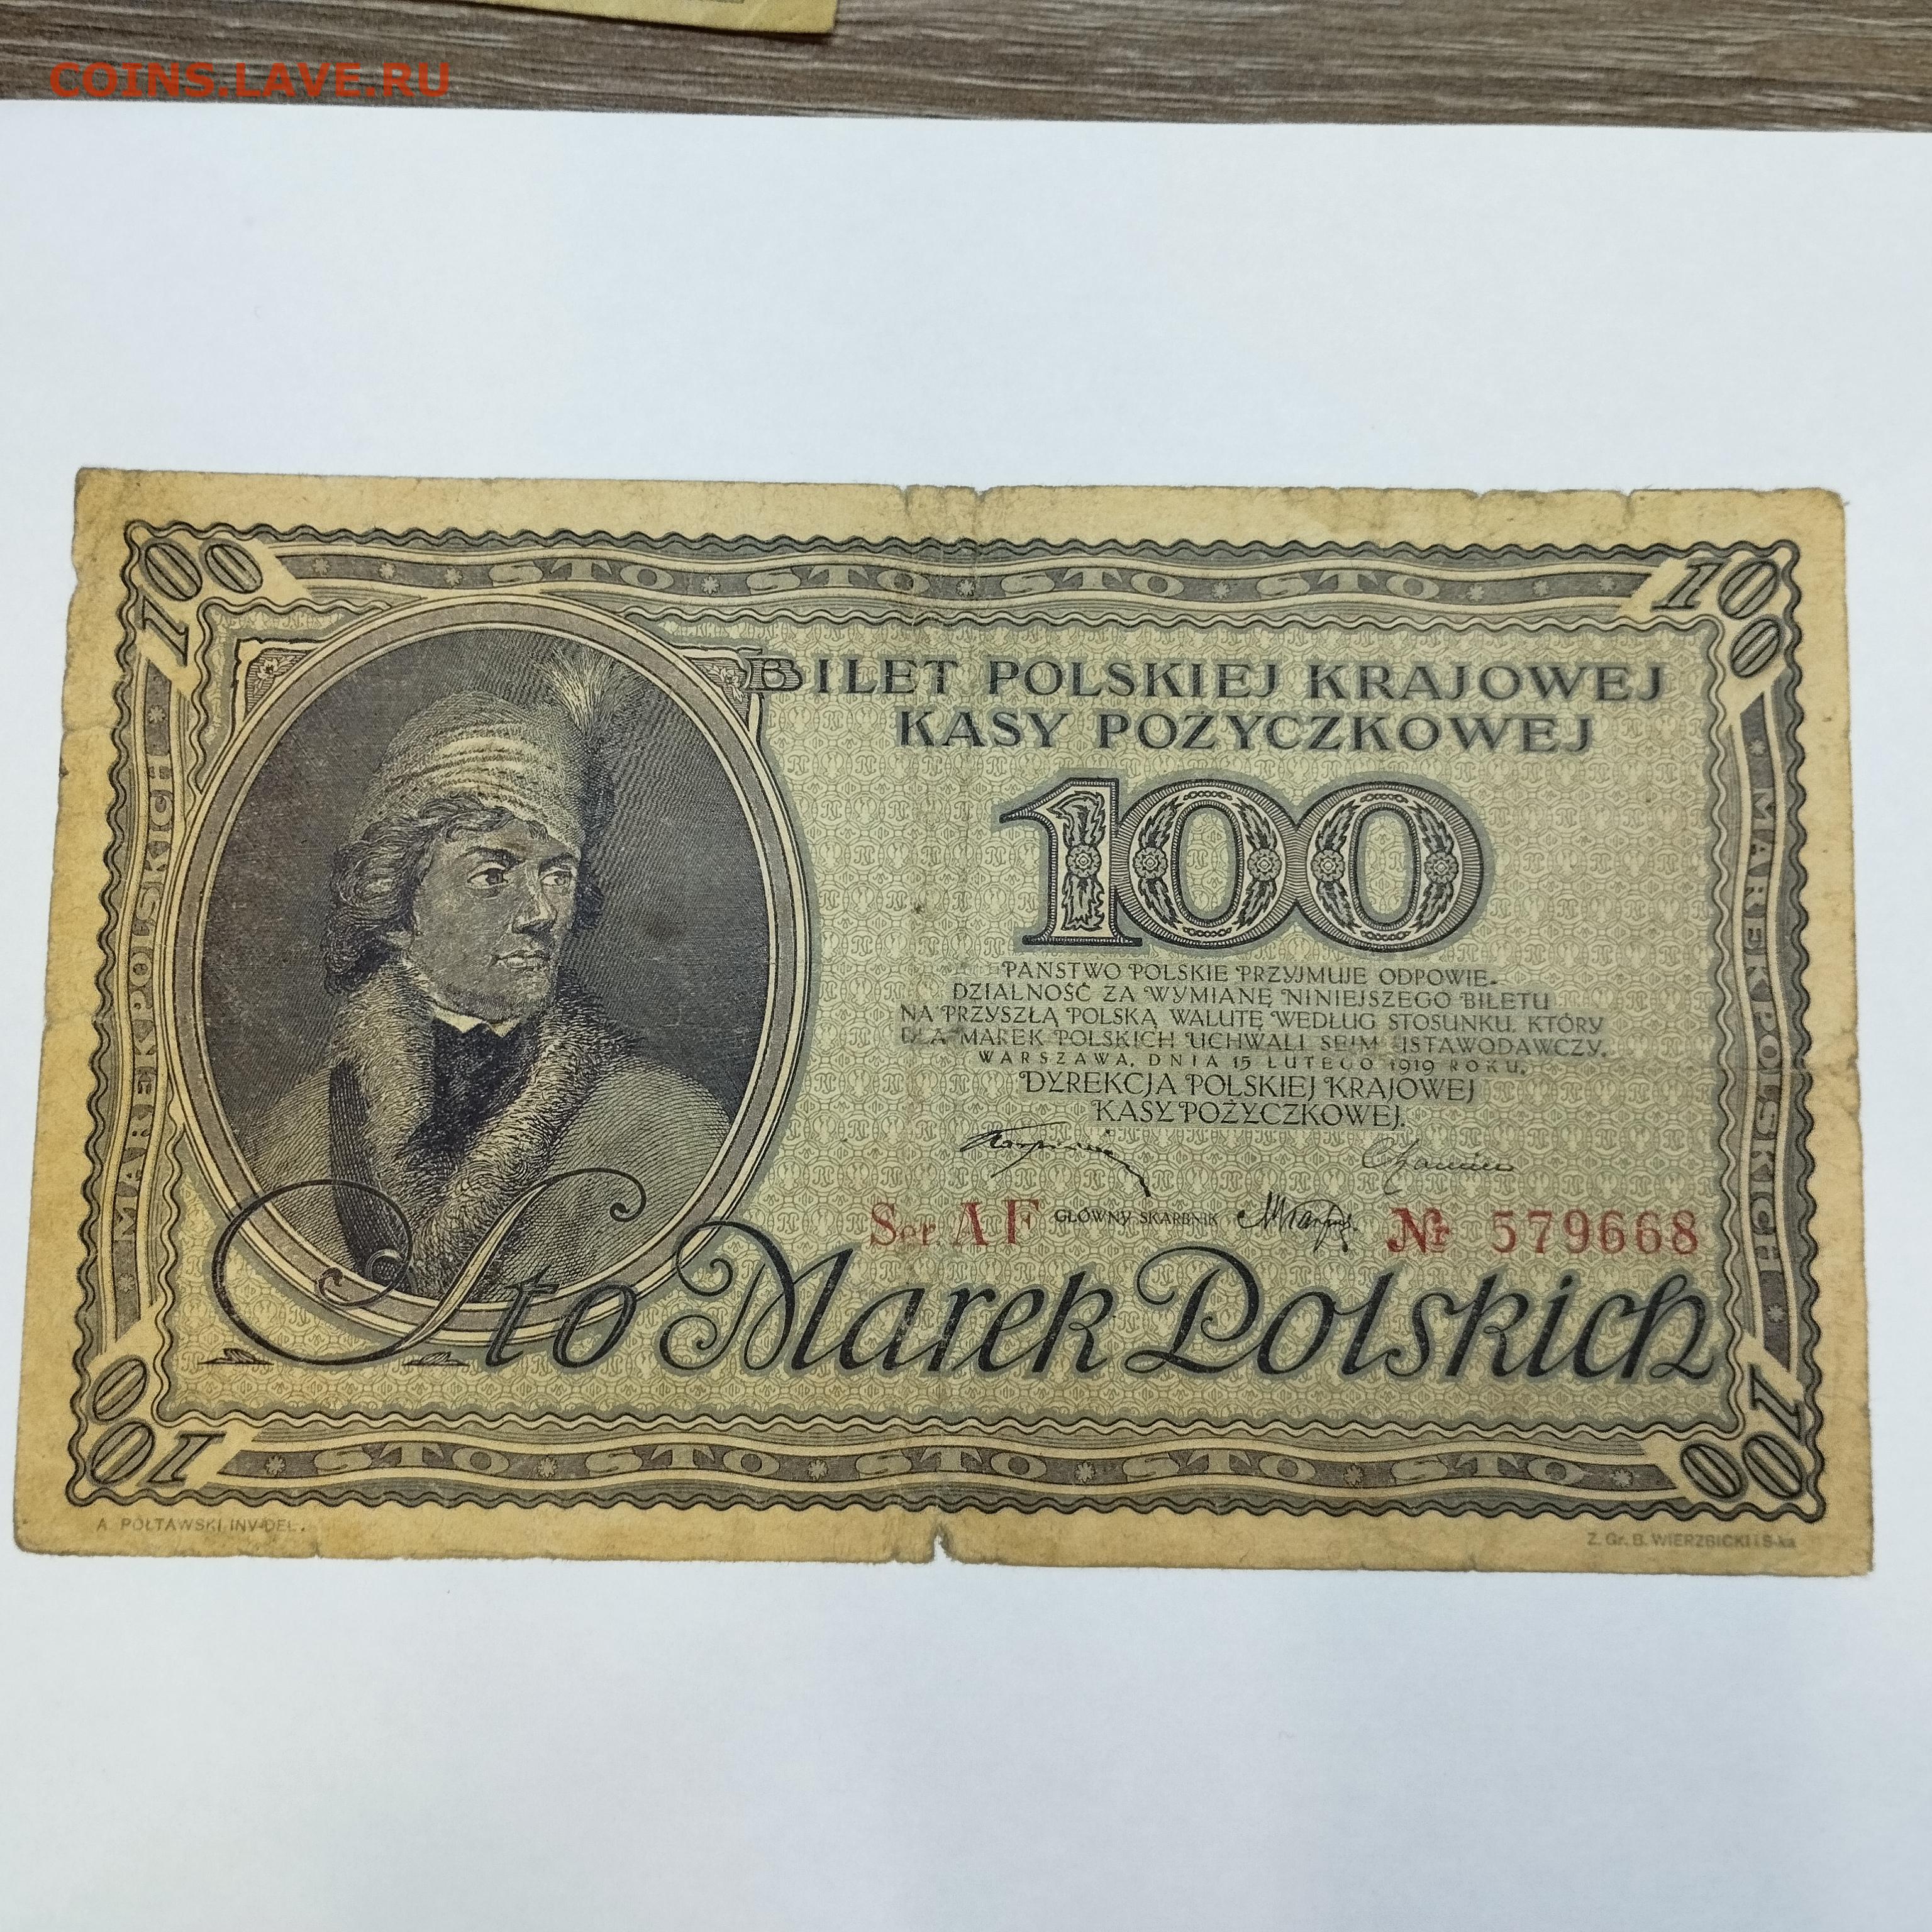 COINS.LAVE.RU
100 STO STO STO STO 100
BILET POLSKIEJ KRAJOWEJ
KASY POŻYCZKOWEJ
100
PAŃSTWO POLSKIE PRZYJMUJE ODPOWIE-
DZIALNOŚĆ ZA WYMIANĘ NINIEJSZEGO BILETU
NA PRZYSZŁĄ POLSKĄ WALUTĘ WEDŁUG STOSUNKU, KTÓRY
DLA MAREK POLSKICH UCHWALI SEJM USTAWODAWCZY.
WARSZAWA, DNIA 15 LUTEGO 1919 ROKU.
DYREKCJA POLSKIEJ KRAJOWEJ
KASY POŻYCZKOWEJ.
Ser AF GŁÓWNY SKARBNIK № 579668
Sto Marek Polskich
MAREK POLSKICH
MAREK POLSKICH
100 STO STO STO STO STO 100
A. PÓŁTAWSKI INV-DEL.
Z. Gr. B. WIERZBICKI i S-ka